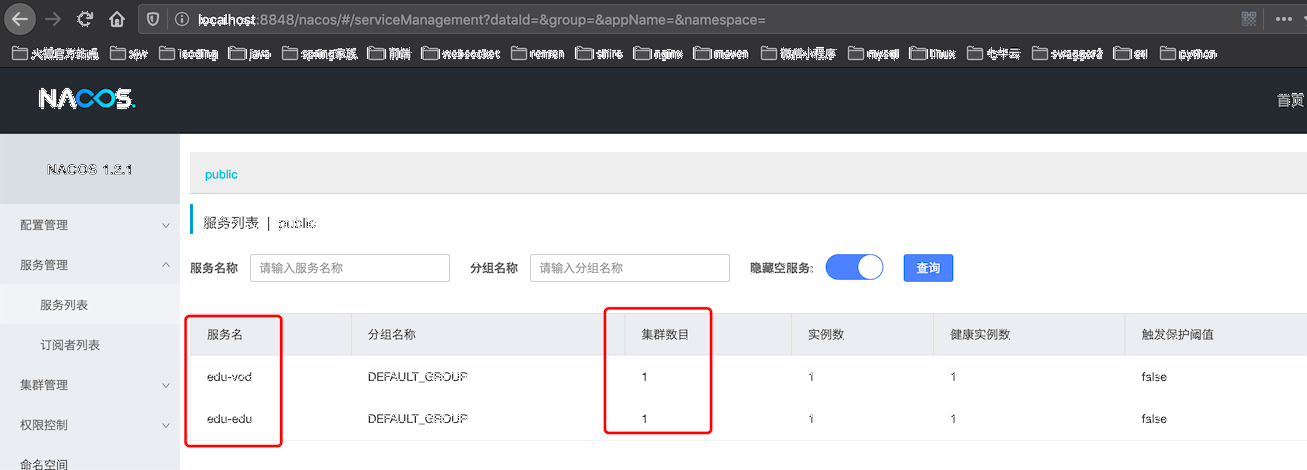 localhost:8848/nacos/#/serviceManagement?dataId=&group=&appName=&namespace=
火狐官方站点 xjw leading java spring家族 前端 websocket renren shiro nginx maven 微信小程序 mysql linux 七牛云 swagger2 python
NACOS.
首页
NACOS 1.2.1
public
配置管理
服务列表 | public
服务管理
服务名称 请输入服务名称 分组名称 请输入分组名称 隐藏空服务: 查询
服务列表
服务名 分组名称 集群数目 实例数 健康实例数 触发保护阈值
订阅者列表
edu-vod DEFAULT_GROUP 1 1 1 false
集群管理
edu-edu DEFAULT_GROUP 1 1 1 false
权限控制
命名空间